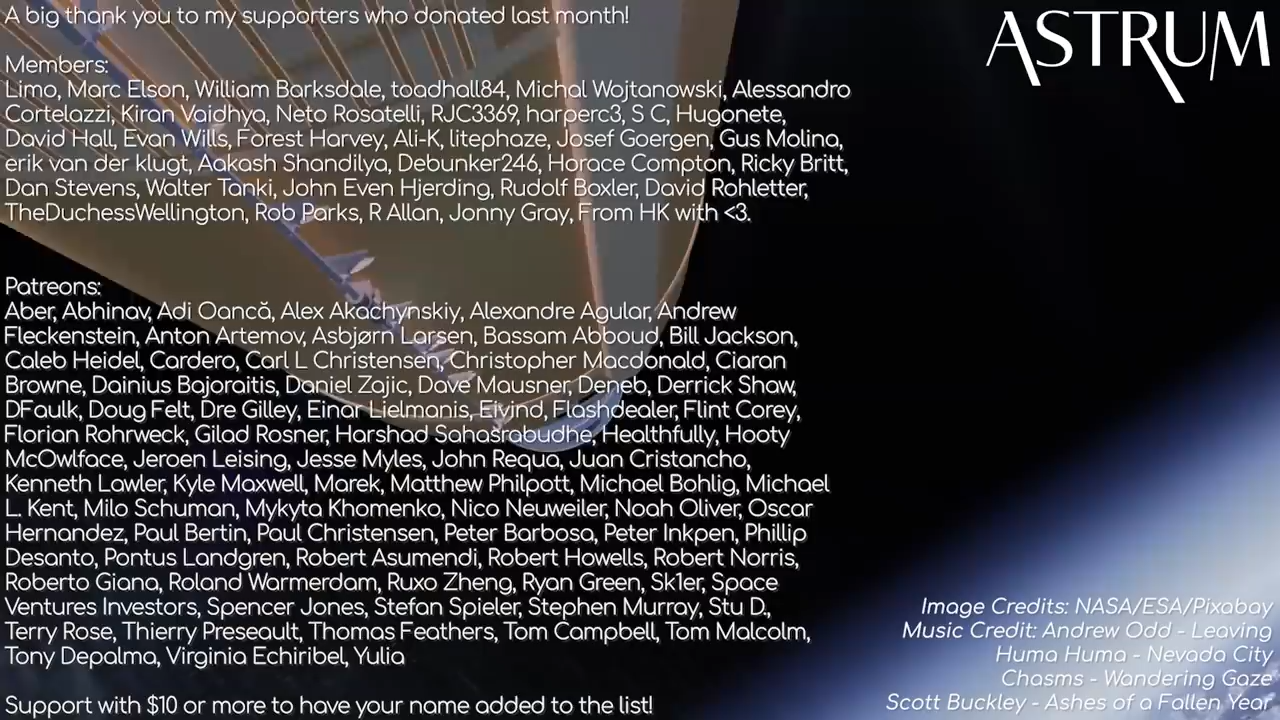 A big thank you to my supporters who donated last month!
ASTRUM
Members:
Limo, Marc Elson, William Barksdale, toadhall84, Michal Wojtanowski, Alessandro
Cortelazzi, Kiran Vaidhya, Neto Rosatelli, RJC3369, harperc3, S C, Hugonete,
David Hall, Evan Wills, Forest Harvey, Ali-K, litephaze, Josef Goergen, Gus Molina,
erik van der klugt, Aakash Shandilya, Debunker246, Horace Compton, Ricky Britt,
Dan Stevens, Walter Tanki, John Even Hjerding, Rudolf Boxler, David Rohletter,
TheDuchessWellington, Rob Parks, R Allan, Jonny Gray, From HK with <3.
Patreons:
Aber, Abhinav, Adi Oancă, Alex Akachynskiy, Alexandre Agular, Andrew
Fleckenstein, Anton Artemov, Asbjørn Larsen, Bassam Abboud, Bill Jackson,
Caleb Heidel, Cardero, Carl L Christensen, Christopher Macdonald, Ciaran
Browne, Dainius Bajoraitis, Daniel Zajic, Dave Mausner, Deneb, Derrick Shaw,
DFaulk, Doug Felt, Dre Gilley, Einar Lielmanis, Eivind, Flashdealer, Flint Corey,
Florian Rohrweck, Gilad Rosner, Harshad Sahasrabudhe, Healthfully, Hooty
McOwlface, Jeroen Leising, Jesse Myles, John Requa, Juan Cristancho,
Kenneth Lawler, Kyle Maxwell, Marek, Matthew Philpott, Michael Bohlig, Michael
L. Kent, Milo Schuman, Mykyta Khomenko, Nico Neuweiler, Noah Oliver, Oscar
Hernandez, Paul Bertin, Paul Christensen, Peter Barbosa, Peter Inkpen, Phillip
Desanto, Pontus Landgren, Robert Asumendi, Robert Howells, Robert Norris,
Roberto Giana, Roland Warmerdam, Ruxo Zheng, Ryan Green, Sk1er, Space
Ventures Investors, Spencer Jones, Stefan Spieler, Stephen Murray, Stu D.,
Terry Rose, Thierry Preseault, Thomas Feathers, Tom Campbell, Tom Malcolm,
Tony Depalma, Virginia Echiribel, Yulia
Support with $10 or more to have your name added to the list!
Image Credits: NASA/ESA/Pixabay
Music Credit: Andrew Odd - Leaving
Huma Huma - Nevada City
Chasms - Wandering Gaze
Scott Buckley - Ashes of a Fallen Year